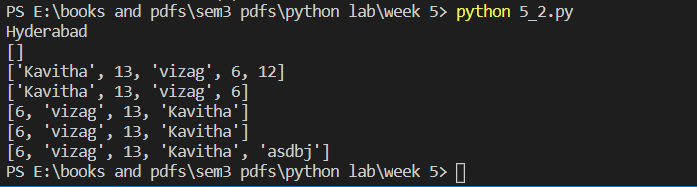 PS E:\books and pdfs\sem3 pdfs\python lab\week 5> python 5_2.py
Hyderabad
[]
['Kavitha', 13, 'vizag', 6, 12]
['Kavitha', 13, 'vizag', 6]
[6, 'vizag', 13, 'Kavitha']
[6, 'vizag', 13, 'Kavitha']
[6, 'vizag', 13, 'Kavitha', 'asdbj']
PS E:\books and pdfs\sem3 pdfs\python lab\week 5>